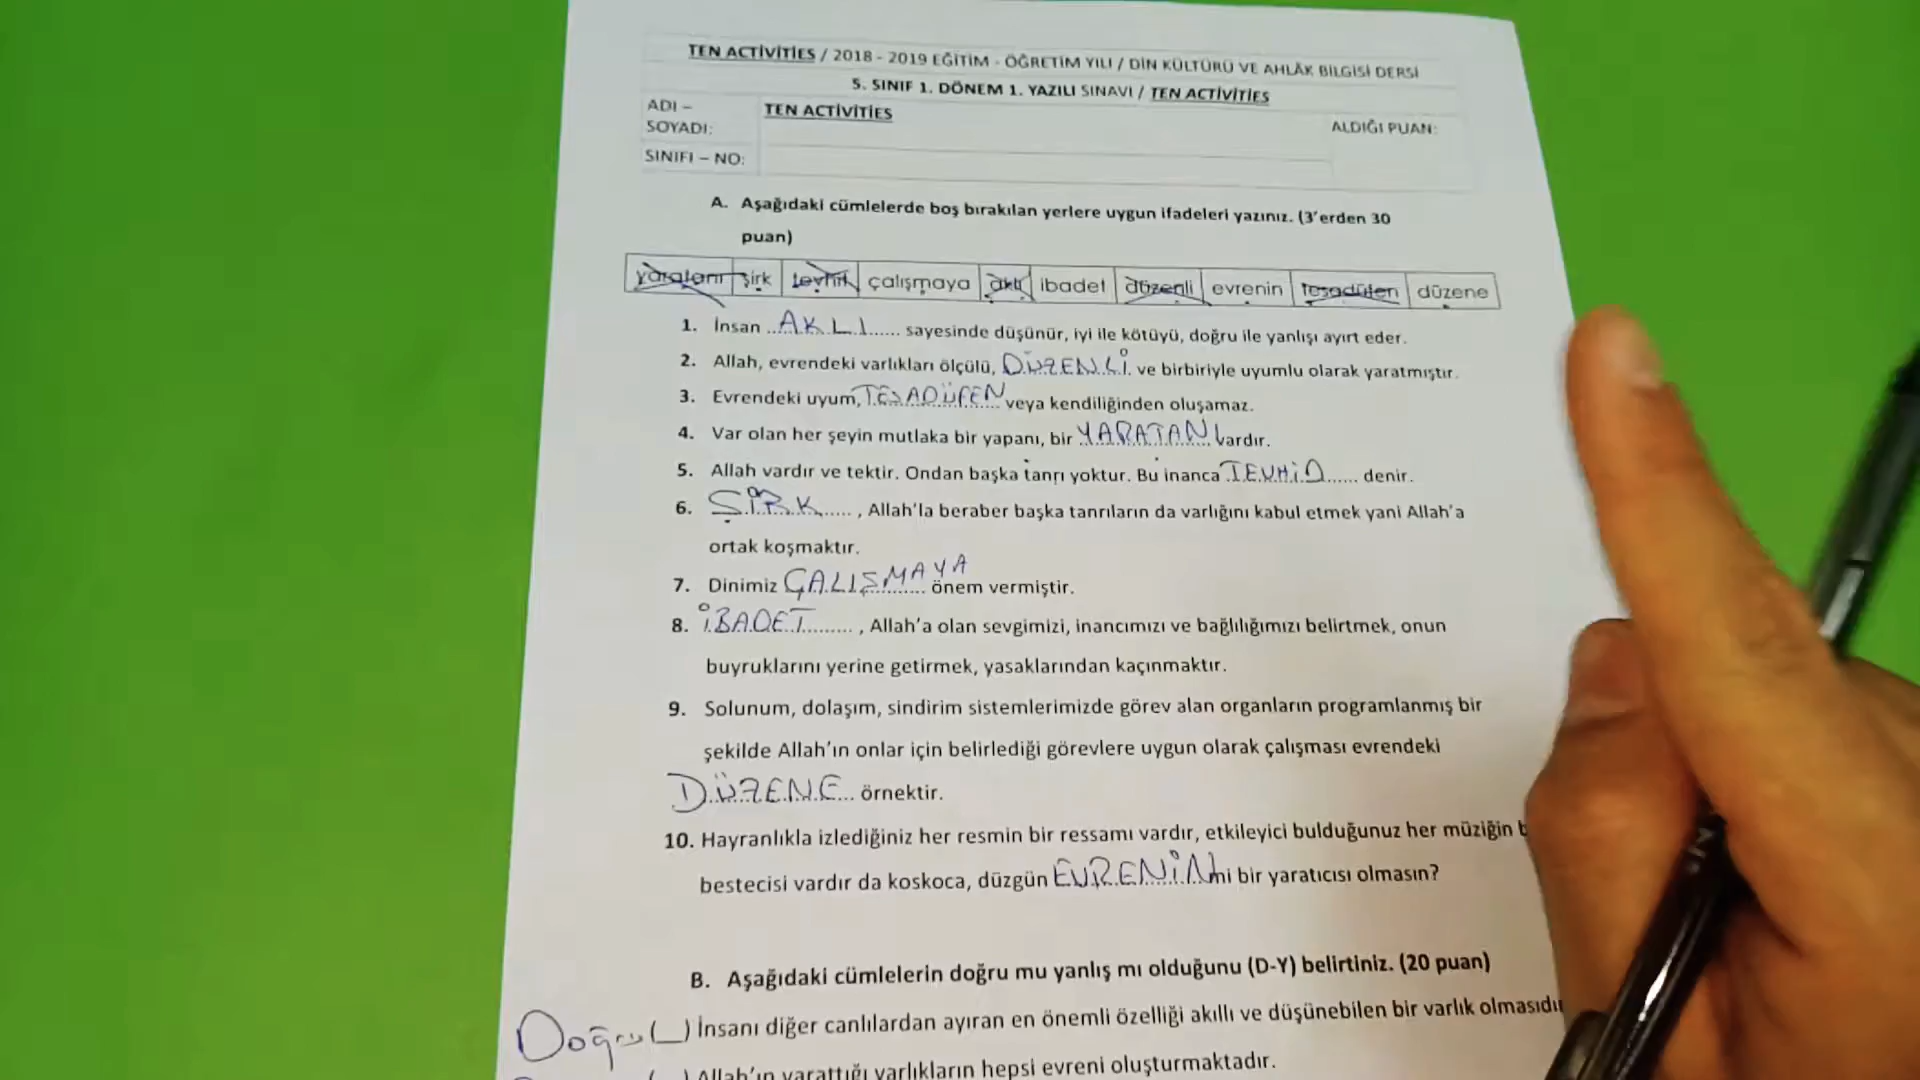 TEN ACTİVİTİES / 2018 - 2019 EĞİTİM - ÖĞRETİM YILI / DİN KÜLTÜRÜ VE AHLÂK BİLGİSİ DERSİ
5. SINIF 1. DÖNEM 1. YAZILI SINAVI / TEN ACTİVİTİES
ADI – SOYADI: TEN ACTİVİTİES ALDIĞI PUAN:
SINIFI – NO:
A. Aşağıdaki cümlelerde boş bırakılan yerlere uygun ifadeleri yazınız. (3'erden 30
puan)
yaratanı şirk tevhit çalışmaya aklı ibadet düzenli evrenin tesadüfen düzene
1. İnsan ..AKLI...... sayesinde düşünür, iyi ile kötüyü, doğru ile yanlışı ayırt eder.
2. Allah, evrendeki varlıkları ölçülü, DÜZENLİ. ve birbiriyle uyumlu olarak yaratmıştır.
3. Evrendeki uyum, TESADÜFEN veya kendiliğinden oluşamaz.
4. Var olan her şeyin mutlaka bir yapanı, bir YARATANI vardır.
5. Allah vardır ve tektir. Ondan başka tanrı yoktur. Bu inanca TEVHİD...... denir.
6. ŞİRK......, Allah'la beraber başka tanrıların da varlığını kabul etmek yani Allah'a
ortak koşmaktır.
7. Dinimiz ÇALIŞMAYA önem vermiştir.
8. İBADET........., Allah'a olan sevgimizi, inancımızı ve bağlılığımızı belirtmek, onun
buyruklarını yerine getirmek, yasaklarından kaçınmaktır.
9. Solunum, dolaşım, sindirim sistemlerimizde görev alan organların programlanmış bir
şekilde Allah'ın onlar için belirlediği görevlere uygun olarak çalışması evrendeki
DÜZENE... örnektir.
10. Hayranlıkla izlediğiniz her resmin bir ressamı vardır, etkileyici bulduğunuz her müziğin b
bestecisi vardır da koskoca, düzgün EVRENİN mi bir yaratıcısı olmasın?
B. Aşağıdaki cümlelerin doğru mu yanlış mı olduğunu (D-Y) belirtiniz. (20 puan)
Doğru (__) İnsanı diğer canlılardan ayıran en önemli özelliği akıllı ve düşünebilen bir varlık olmasıdır
Allah'ın yarattığı varlıkların hepsi evreni oluşturmaktadır.